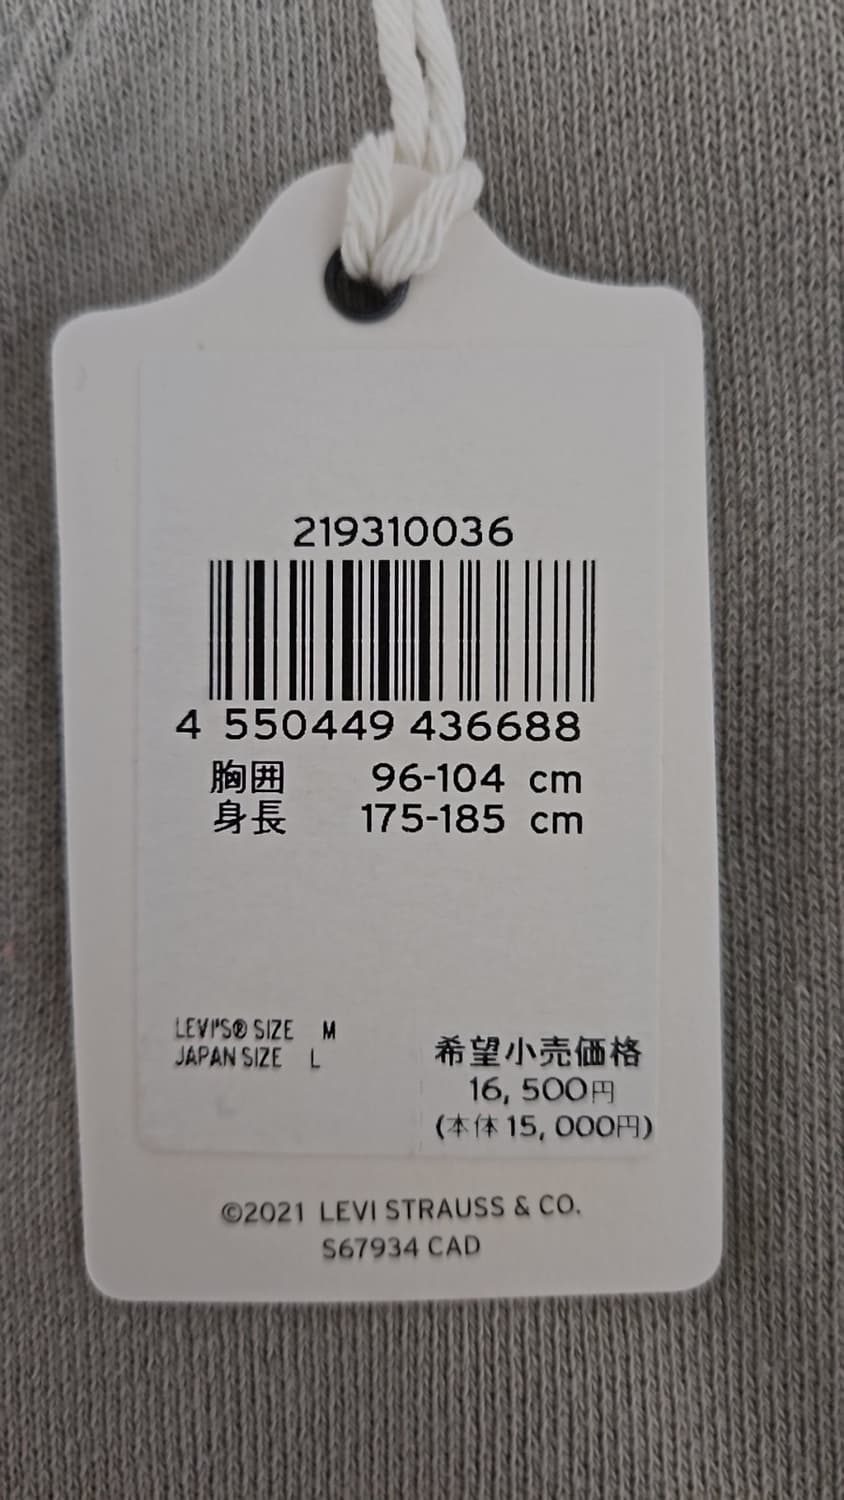 219310036
4 550449 436688
胸囲 96-104 cm
身長 175-185 cm
LEVI'S® SIZE M
JAPAN SIZE L
希望小売価格
16,500円
(本体 15,000円)
©2021 LEVI STRAUSS & CO.
S67934 CAD